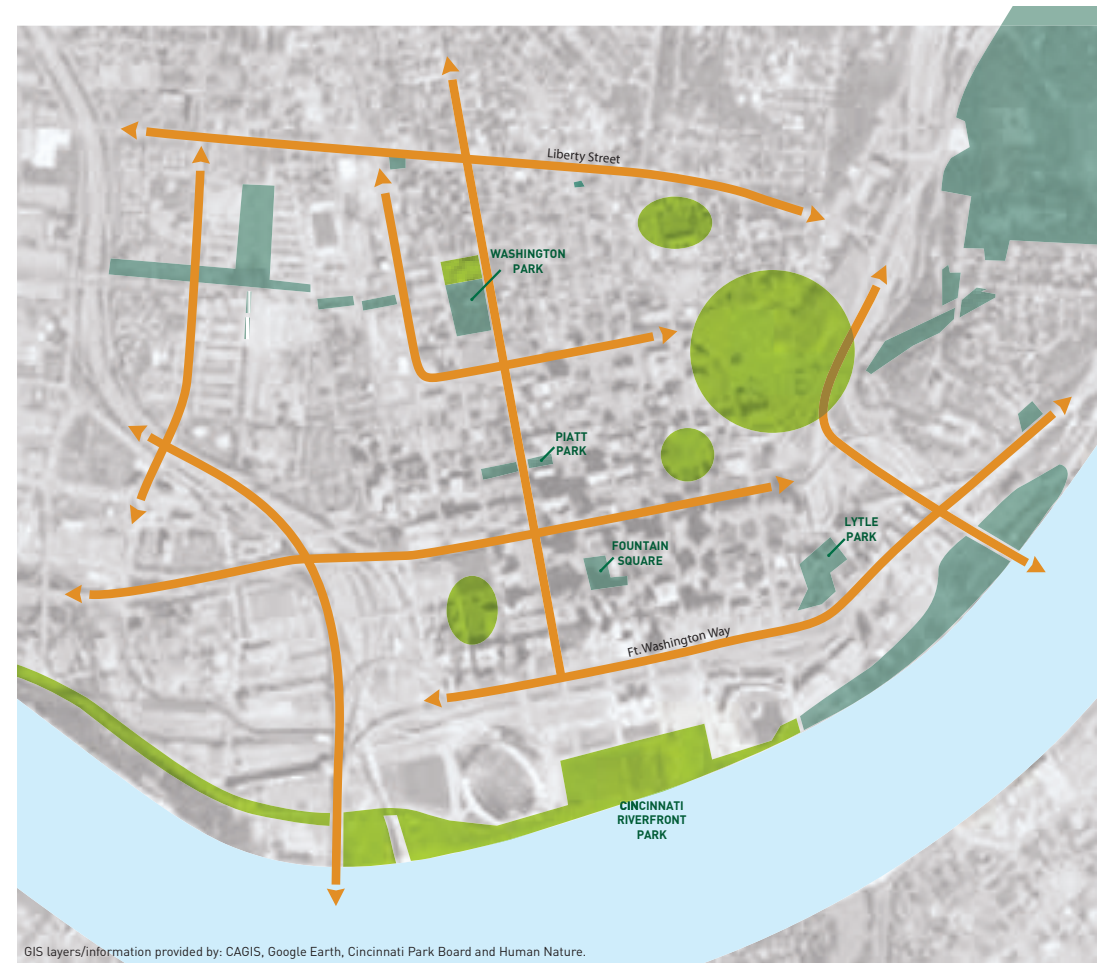 Liberty Street
WASHINGTON
PARK
PIATT
PARK
LYTLE
PARK
FOUNTAIN
SQUARE
Ft. Washington Way
CINCINNATI
RIVERFRONT
PARK
GIS layers/information provided by: CAGIS, Google Earth, Cincinnati Park Board and Human Nature.